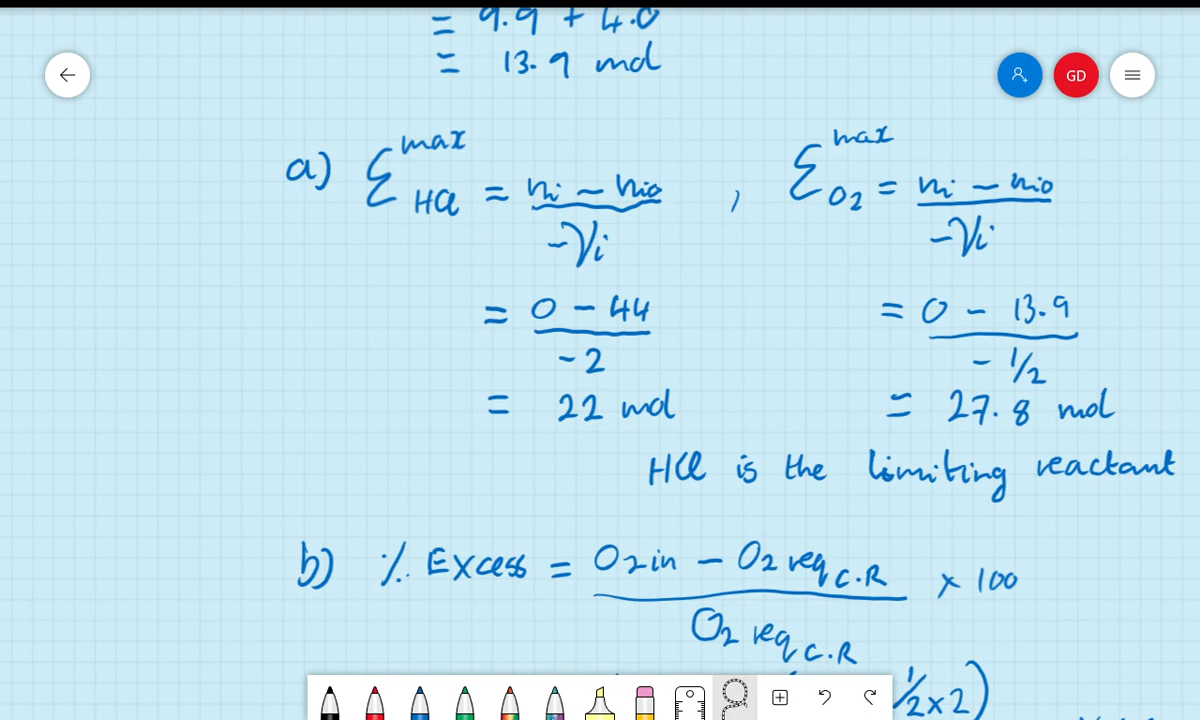 = 9.9 + 4.0
= 13.9 mol
GD
a) Σ max HCl = ni - nio / -νi , Σ max O2 = ni - nio / -νi
= 0 - 44 / -2 = 0 - 13.9 / -1/2
= 22 mol = 27.8 mol
HCl is the limiting reactant
b) % Excess = O2 in - O2 req C.R / O2 req C.R × 100
1/2 x 2)